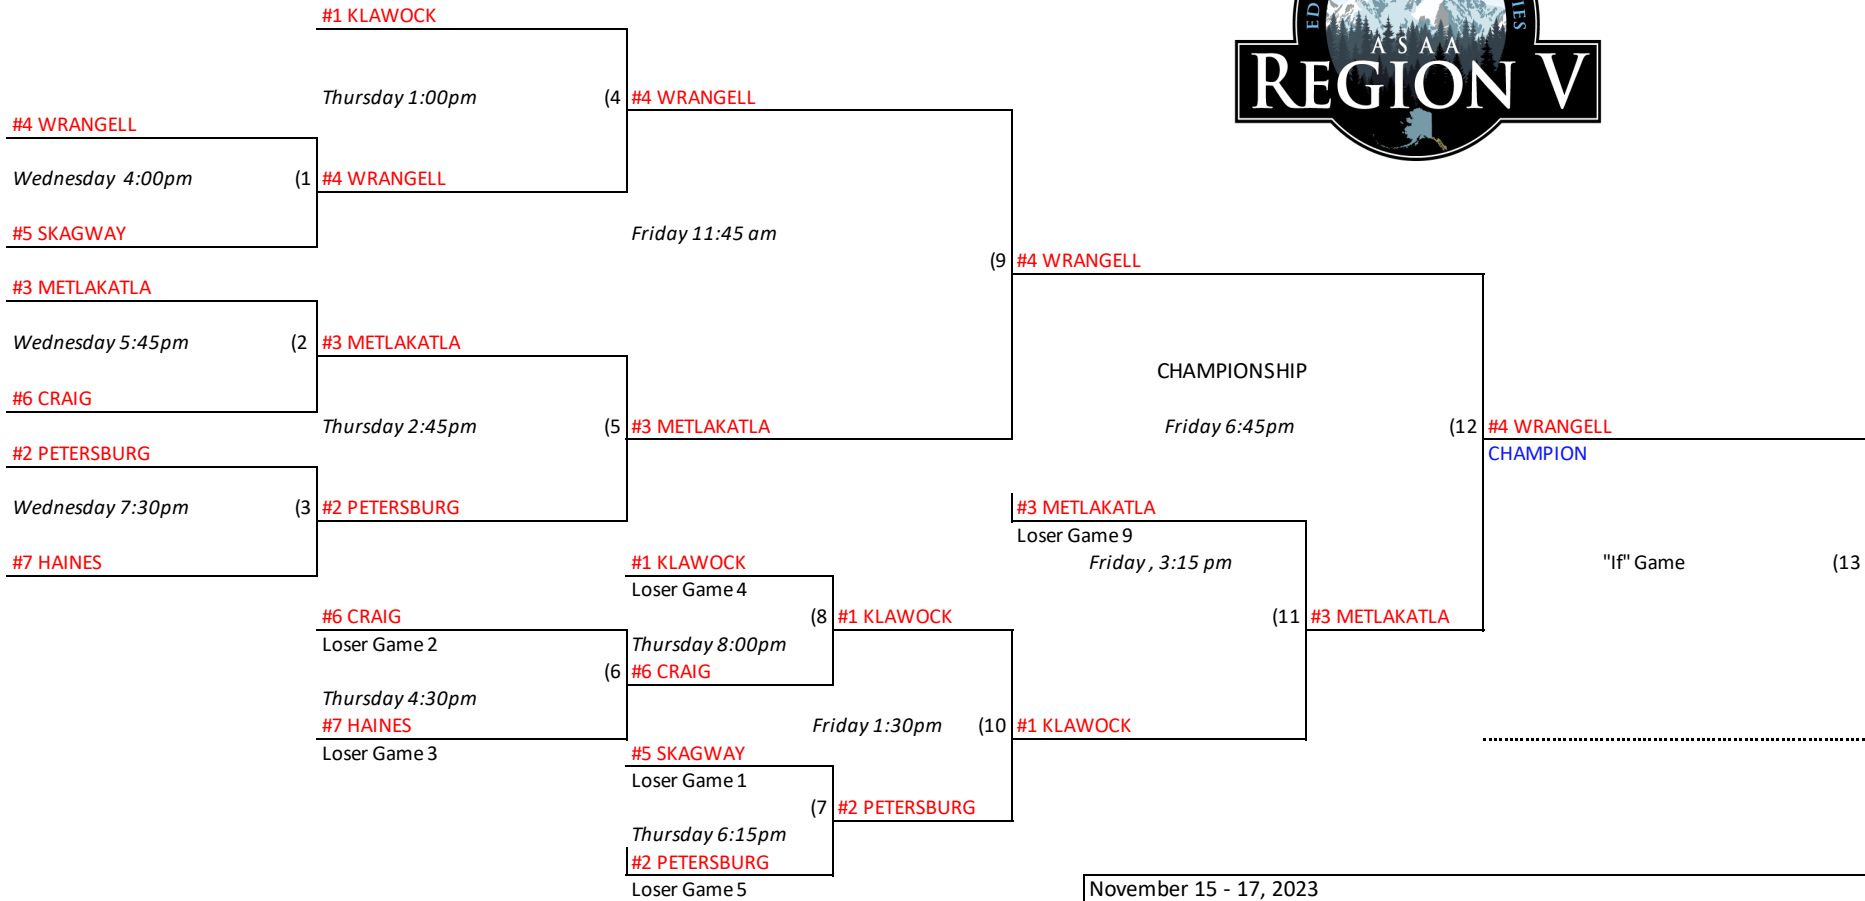 #1 KLAWOCK
ED
IES
ASAA
REGION V
Thursday 1:00pm (4 #4 WRANGELL
#4 WRANGELL
Wednesday 4:00pm (1 #4 WRANGELL
#5 SKAGWAY
Friday 11:45 am
(9 #4 WRANGELL
#3 METLAKATLA
Wednesday 5:45pm (2 #3 METLAKATLA
CHAMPIONSHIP
#6 CRAIG
Thursday 2:45pm (5 #3 METLAKATLA
Friday 6:45pm (12 #4 WRANGELL
#2 PETERSBURG
CHAMPION
Wednesday 7:30pm (3 #2 PETERSBURG
#3 METLAKATLA
Loser Game 9
#7 HAINES
#1 KLAWOCK
Friday , 3:15 pm
"If" Game (13
Loser Game 4
#6 CRAIG
(8 #1 KLAWOCK
(11 #3 METLAKATLA
Loser Game 2
Thursday 8:00pm
(6 #6 CRAIG
Thursday 4:30pm
#7 HAINES
Friday 1:30pm (10 #1 KLAWOCK
Loser Game 3
#5 SKAGWAY
Loser Game 1
(7 #2 PETERSBURG
Thursday 6:15pm
#2 PETERSBURG
Loser Game 5
November 15 - 17, 2023